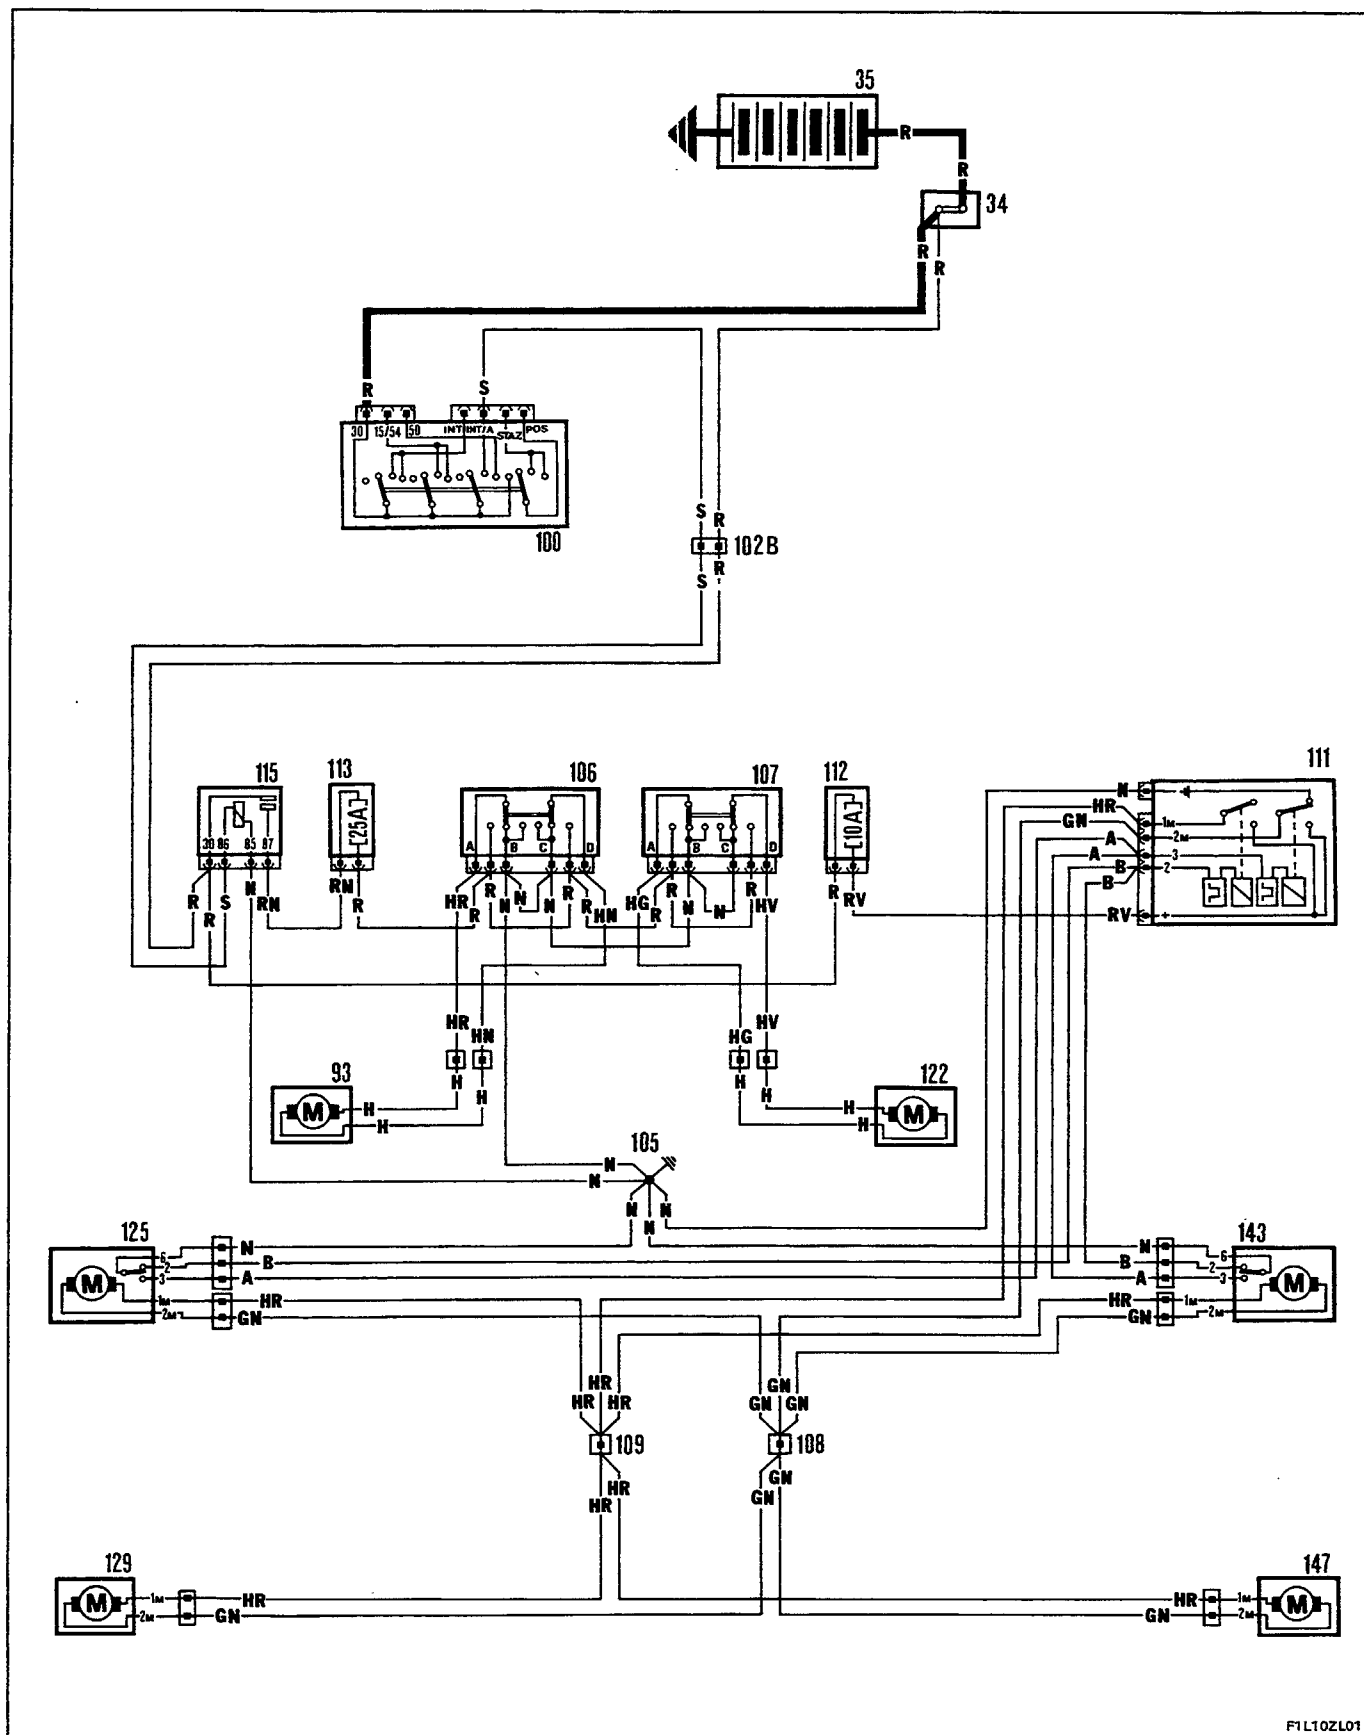 35
R
R
34
R
R
R
S
30 15/54 50 INT INT/A STAZ POS
100
S R
102B
R
S
115 113 106 107 112 111
25A
10A
30 86 85 87
A B C D
A B C D
N
HR
GN
A
A
B
B
RV
1M
2M
3
2
+
R R S N RN
RN R
HR R R N N N R R HN
HG R R N N R HV
R RV
HR HN HG HV
H H H H
93 122
M
H
H
M
H
H
105
N
N
N N N
125 143
6
2
3
1M
2M
M
N
B
A
HR
GN
N
B
A
HR
GN
6
2
3
1M
2M
M
HR HR HR
GN GN GN
109 108
HR HR
GN GN
129 147
M
1M
2M
HR
GN
HR
GN
1M
2M
M
F1L10ZL01